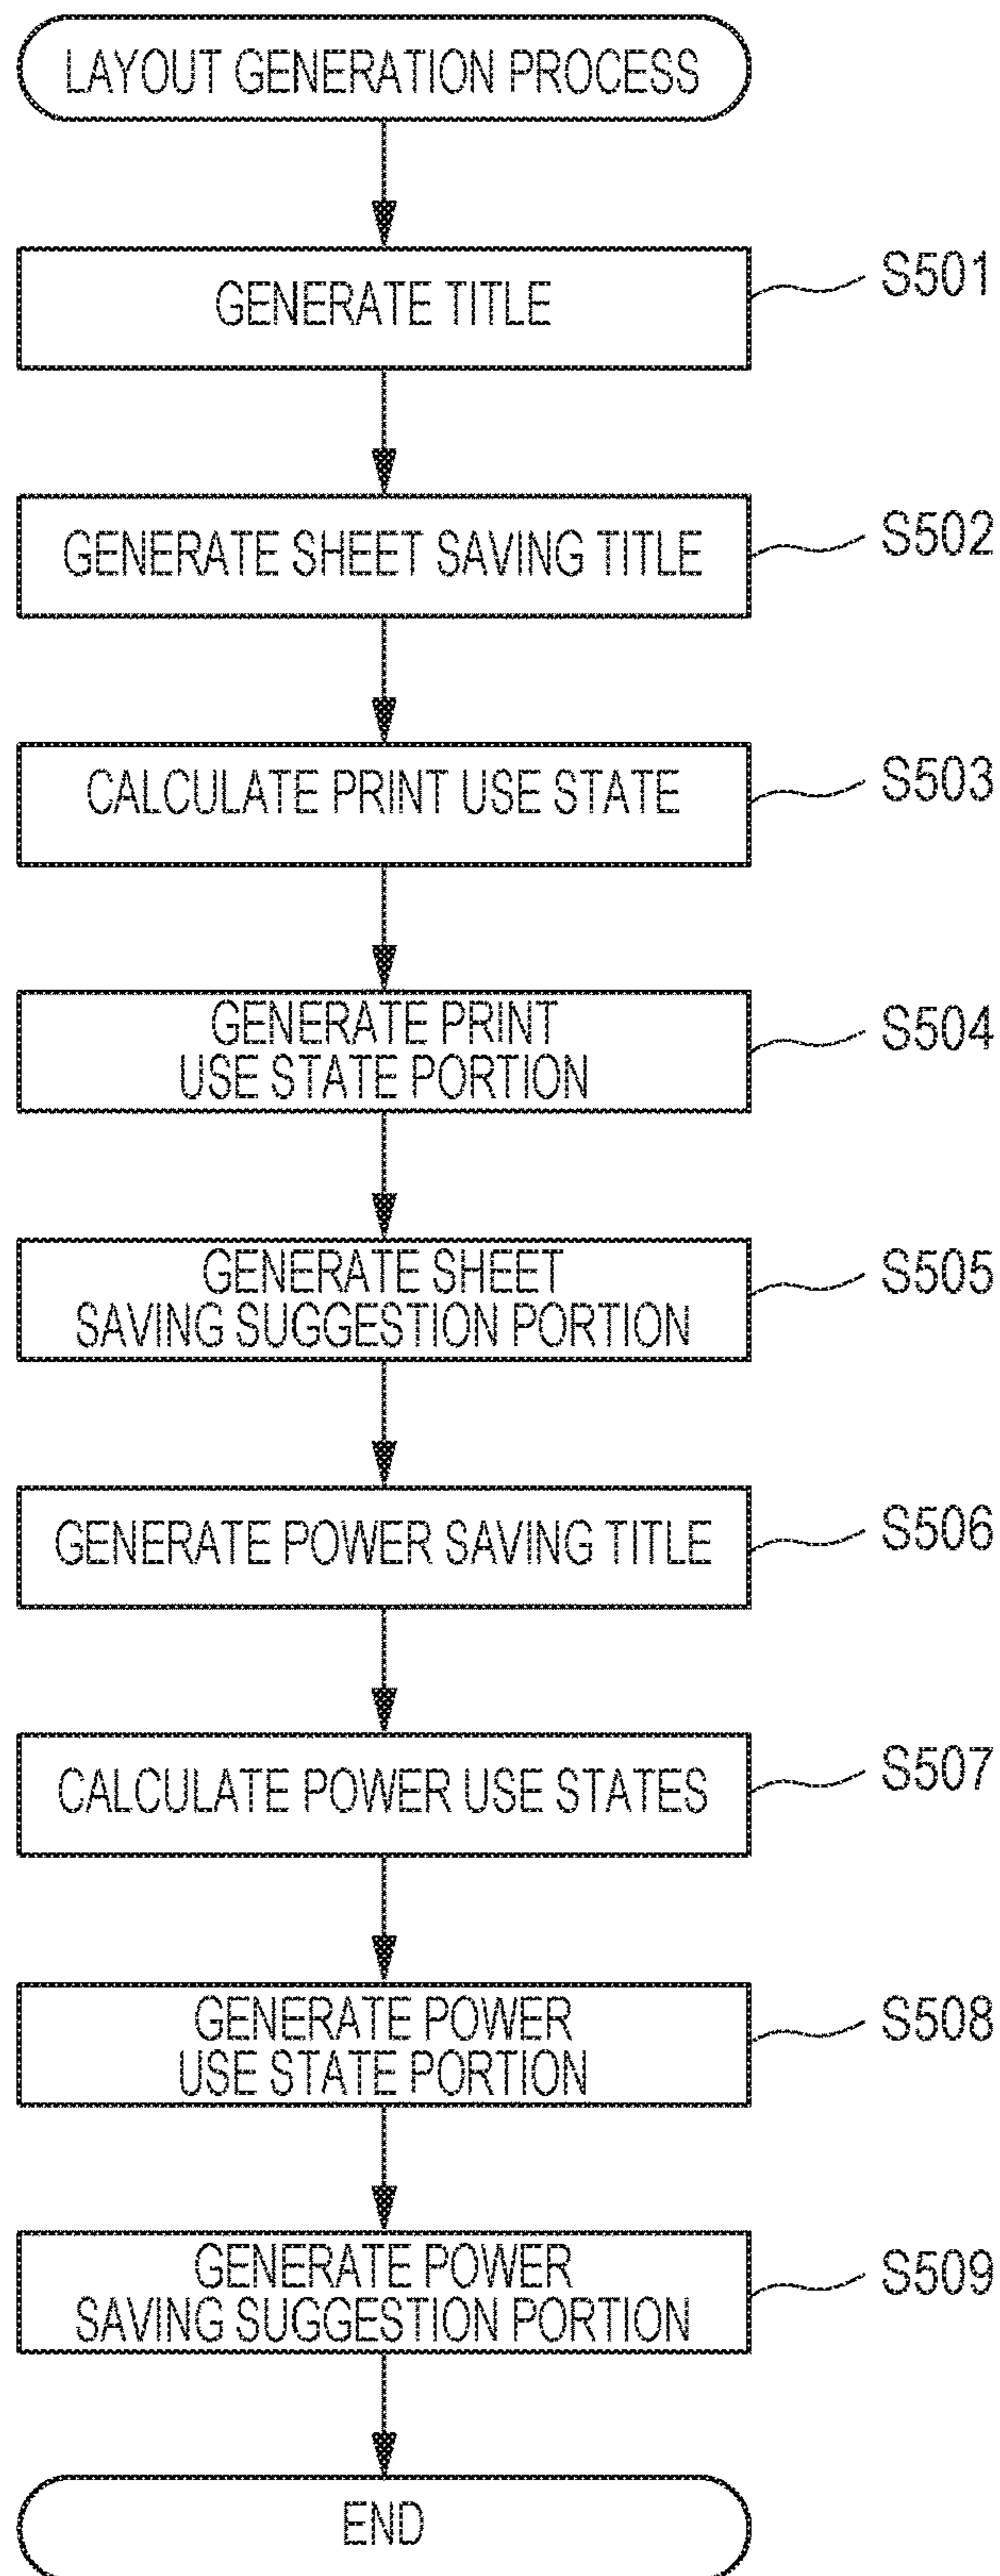 LAYOUT GENERATION PROCESS
GENERATE TITLE
S501
GENERATE SHEET SAVING TITLE
S502
CALCULATE PRINT USE STATE
S503
GENERATE PRINT
USE STATE PORTION
S504
GENERATE SHEET
SAVING SUGGESTION PORTION
S505
GENERATE POWER SAVING TITLE
S506
CALCULATE POWER USE STATES
S507
GENERATE POWER
USE STATE PORTION
S508
GENERATE POWER
SAVING SUGGESTION PORTION
S509
END